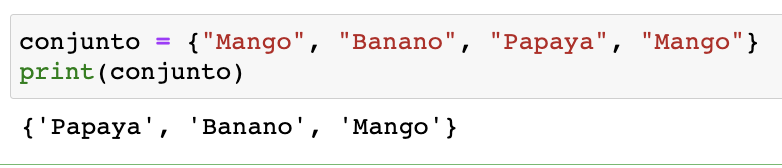 conjunto = {"Mango", "Banano", "Papaya", "Mango"}
print(conjunto)
{'Papaya', 'Banano', 'Mango'}